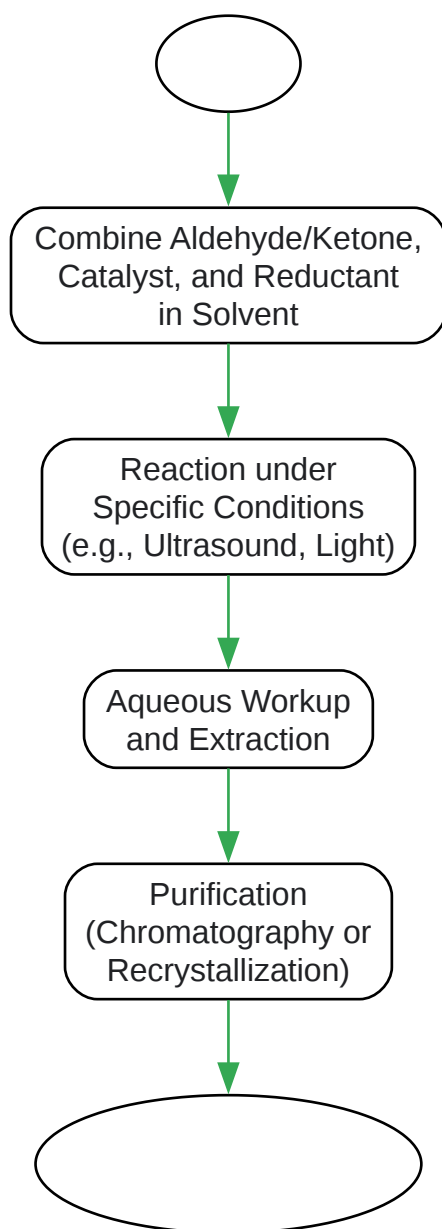 Combine Aldehyde/Ketone,
Catalyst, and Reductant
in Solvent
Reaction under
Specific Conditions
(e.g., Ultrasound, Light)
Aqueous Workup
and Extraction
Purification
(Chromatography or
Recrystallization)